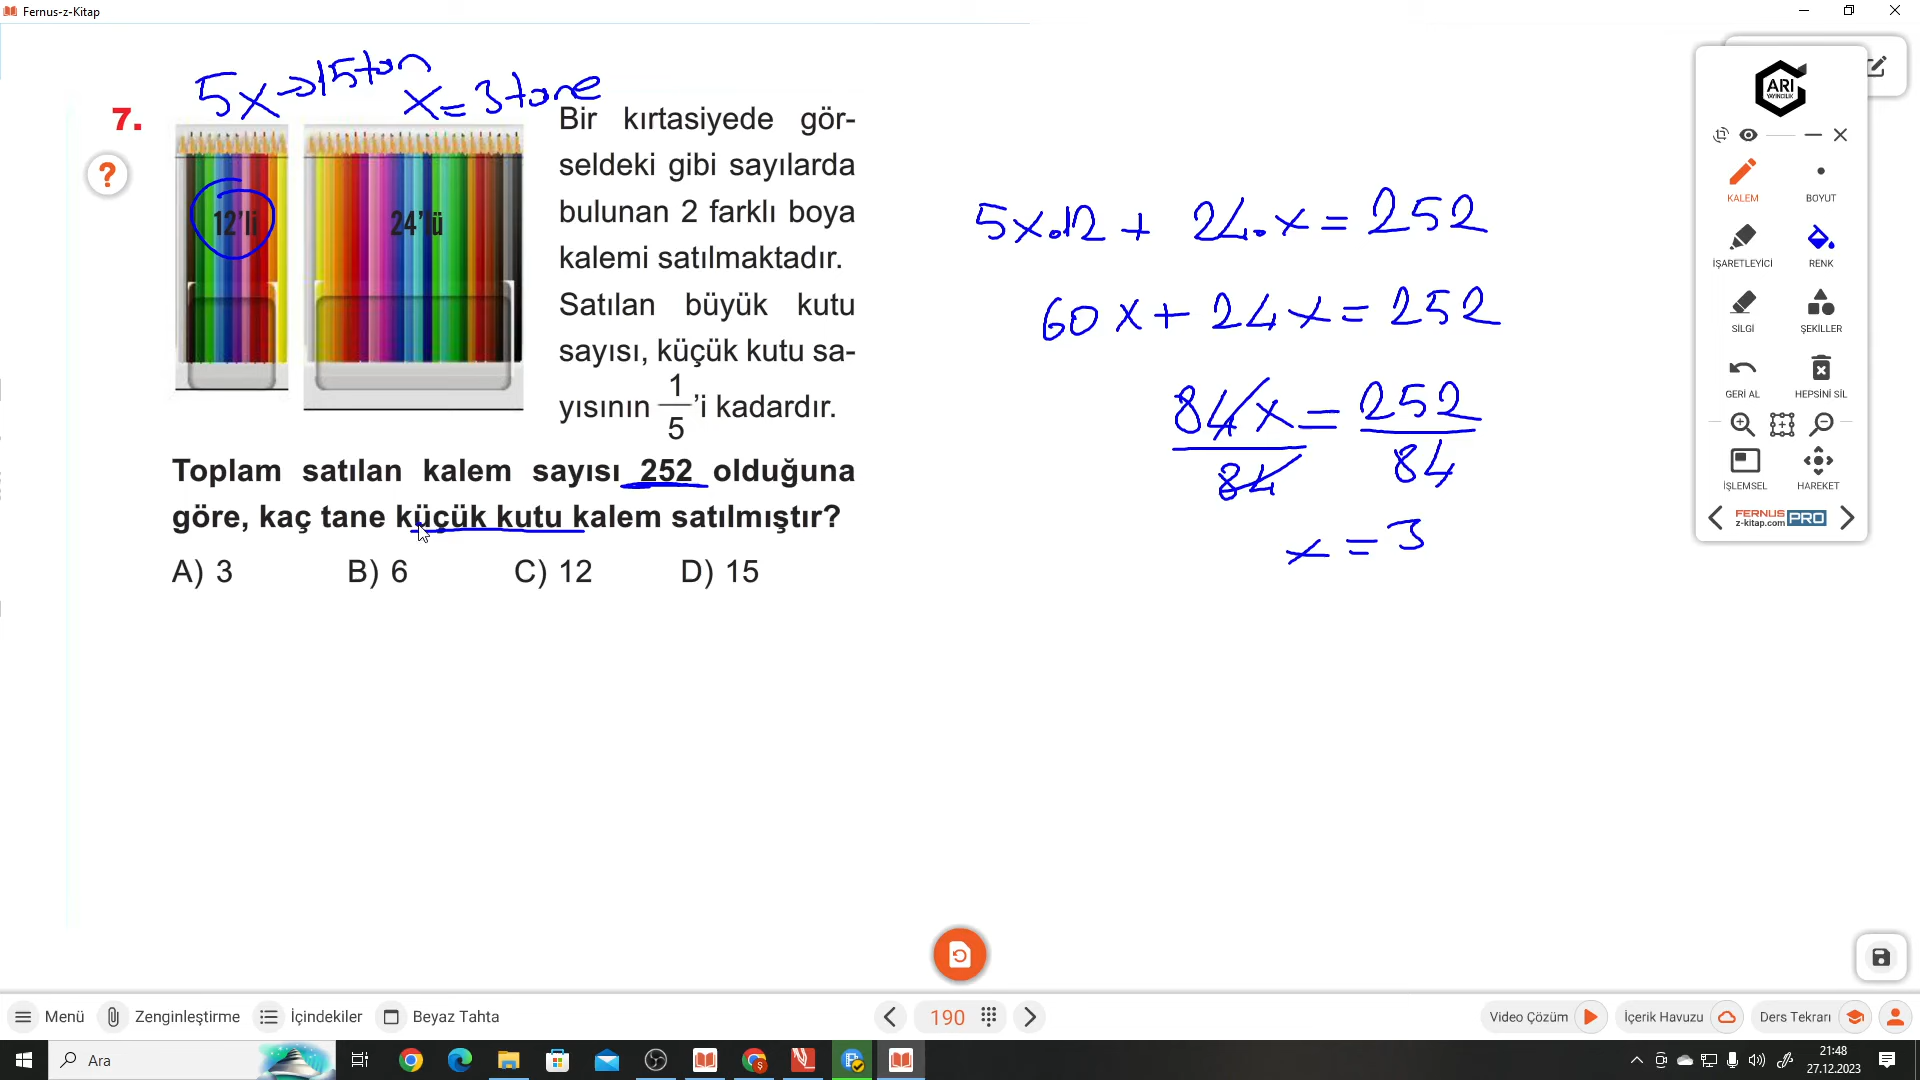 Fernus-z-Kitap
5x→15tan
x=3tane
7.
12'li
24'lü
Bir kırtasiyede gör-
seldeki gibi sayılarda
bulunan 2 farklı boya
kalemi satılmaktadır.
Satılan büyük kutu
sayısı, küçük kutu sa-
yısının 1/5'i kadardır.
Toplam satılan kalem sayısı 252 olduğuna
göre, kaç tane küçük kutu kalem satılmıştır?
A) 3 B) 6 C) 12 D) 15
5x.12 + 24.x = 252
60x + 24x = 252
84x/84 = 252/84
x = 3
ARI
YAYINCILIK
KALEM BOYUT
İŞARETLEYİCİ RENK
SİLGİ ŞEKİLLER
GERİ AL HEPSİNİ SİL
İŞLEMSEL HAREKET
FERNUS
z-kitap.com PRO
Menü Zenginleştirme İçindekiler Beyaz Tahta 190 Video Çözüm İçerik Havuzu Ders Tekrarı
Ara
21:48
27.12.2023